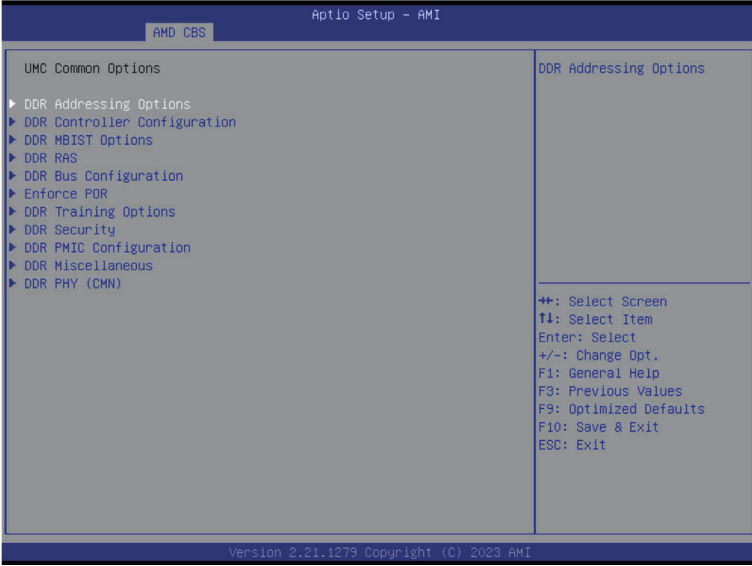 Aptio Setup – AMI
AMD CBS
UMC Common Options
DDR Addressing Options
DDR Controller Configuration
DDR MBIST Options
DDR RAS
DDR Bus Configuration
Enforce POR
DDR Training Options
DDR Security
DDR PMIC Configuration
DDR Miscellaneous
DDR PHY (CMN)
DDR Addressing Options
→←: Select Screen
↑↓: Select Item
Enter: Select
+/-: Change Opt.
F1: General Help
F3: Previous Values
F9: Optimized Defaults
F10: Save & Exit
ESC: Exit
Version 2.21.1279 Copyright (C) 2023 AMI